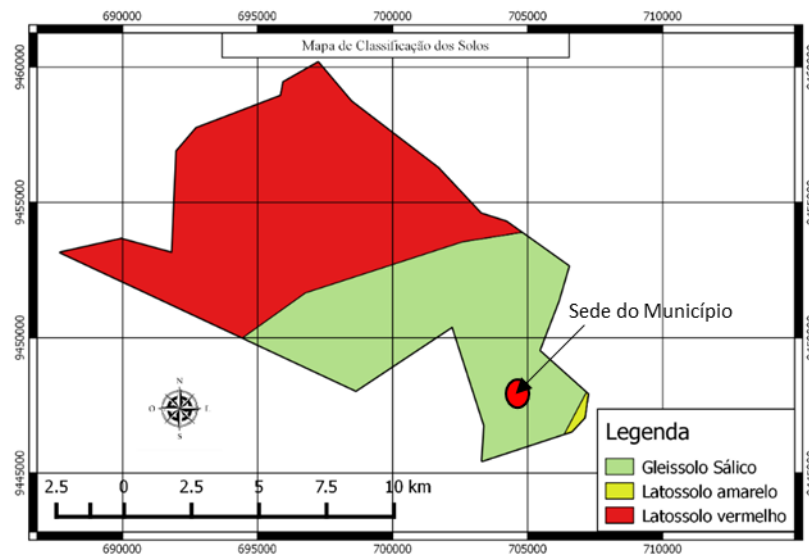 690000 695000 700000 705000 710000
Mapa de Classificação dos Solos
9460000
9455000
9455000
Sede do Município
9450000
N
O L
S
Legenda
Gleissolo Sálico
Latossolo amarelo
Latossolo vermelho
9445000
2.5 0 2.5 5 7.5 10 km
690000 695000 700000 705000 710000